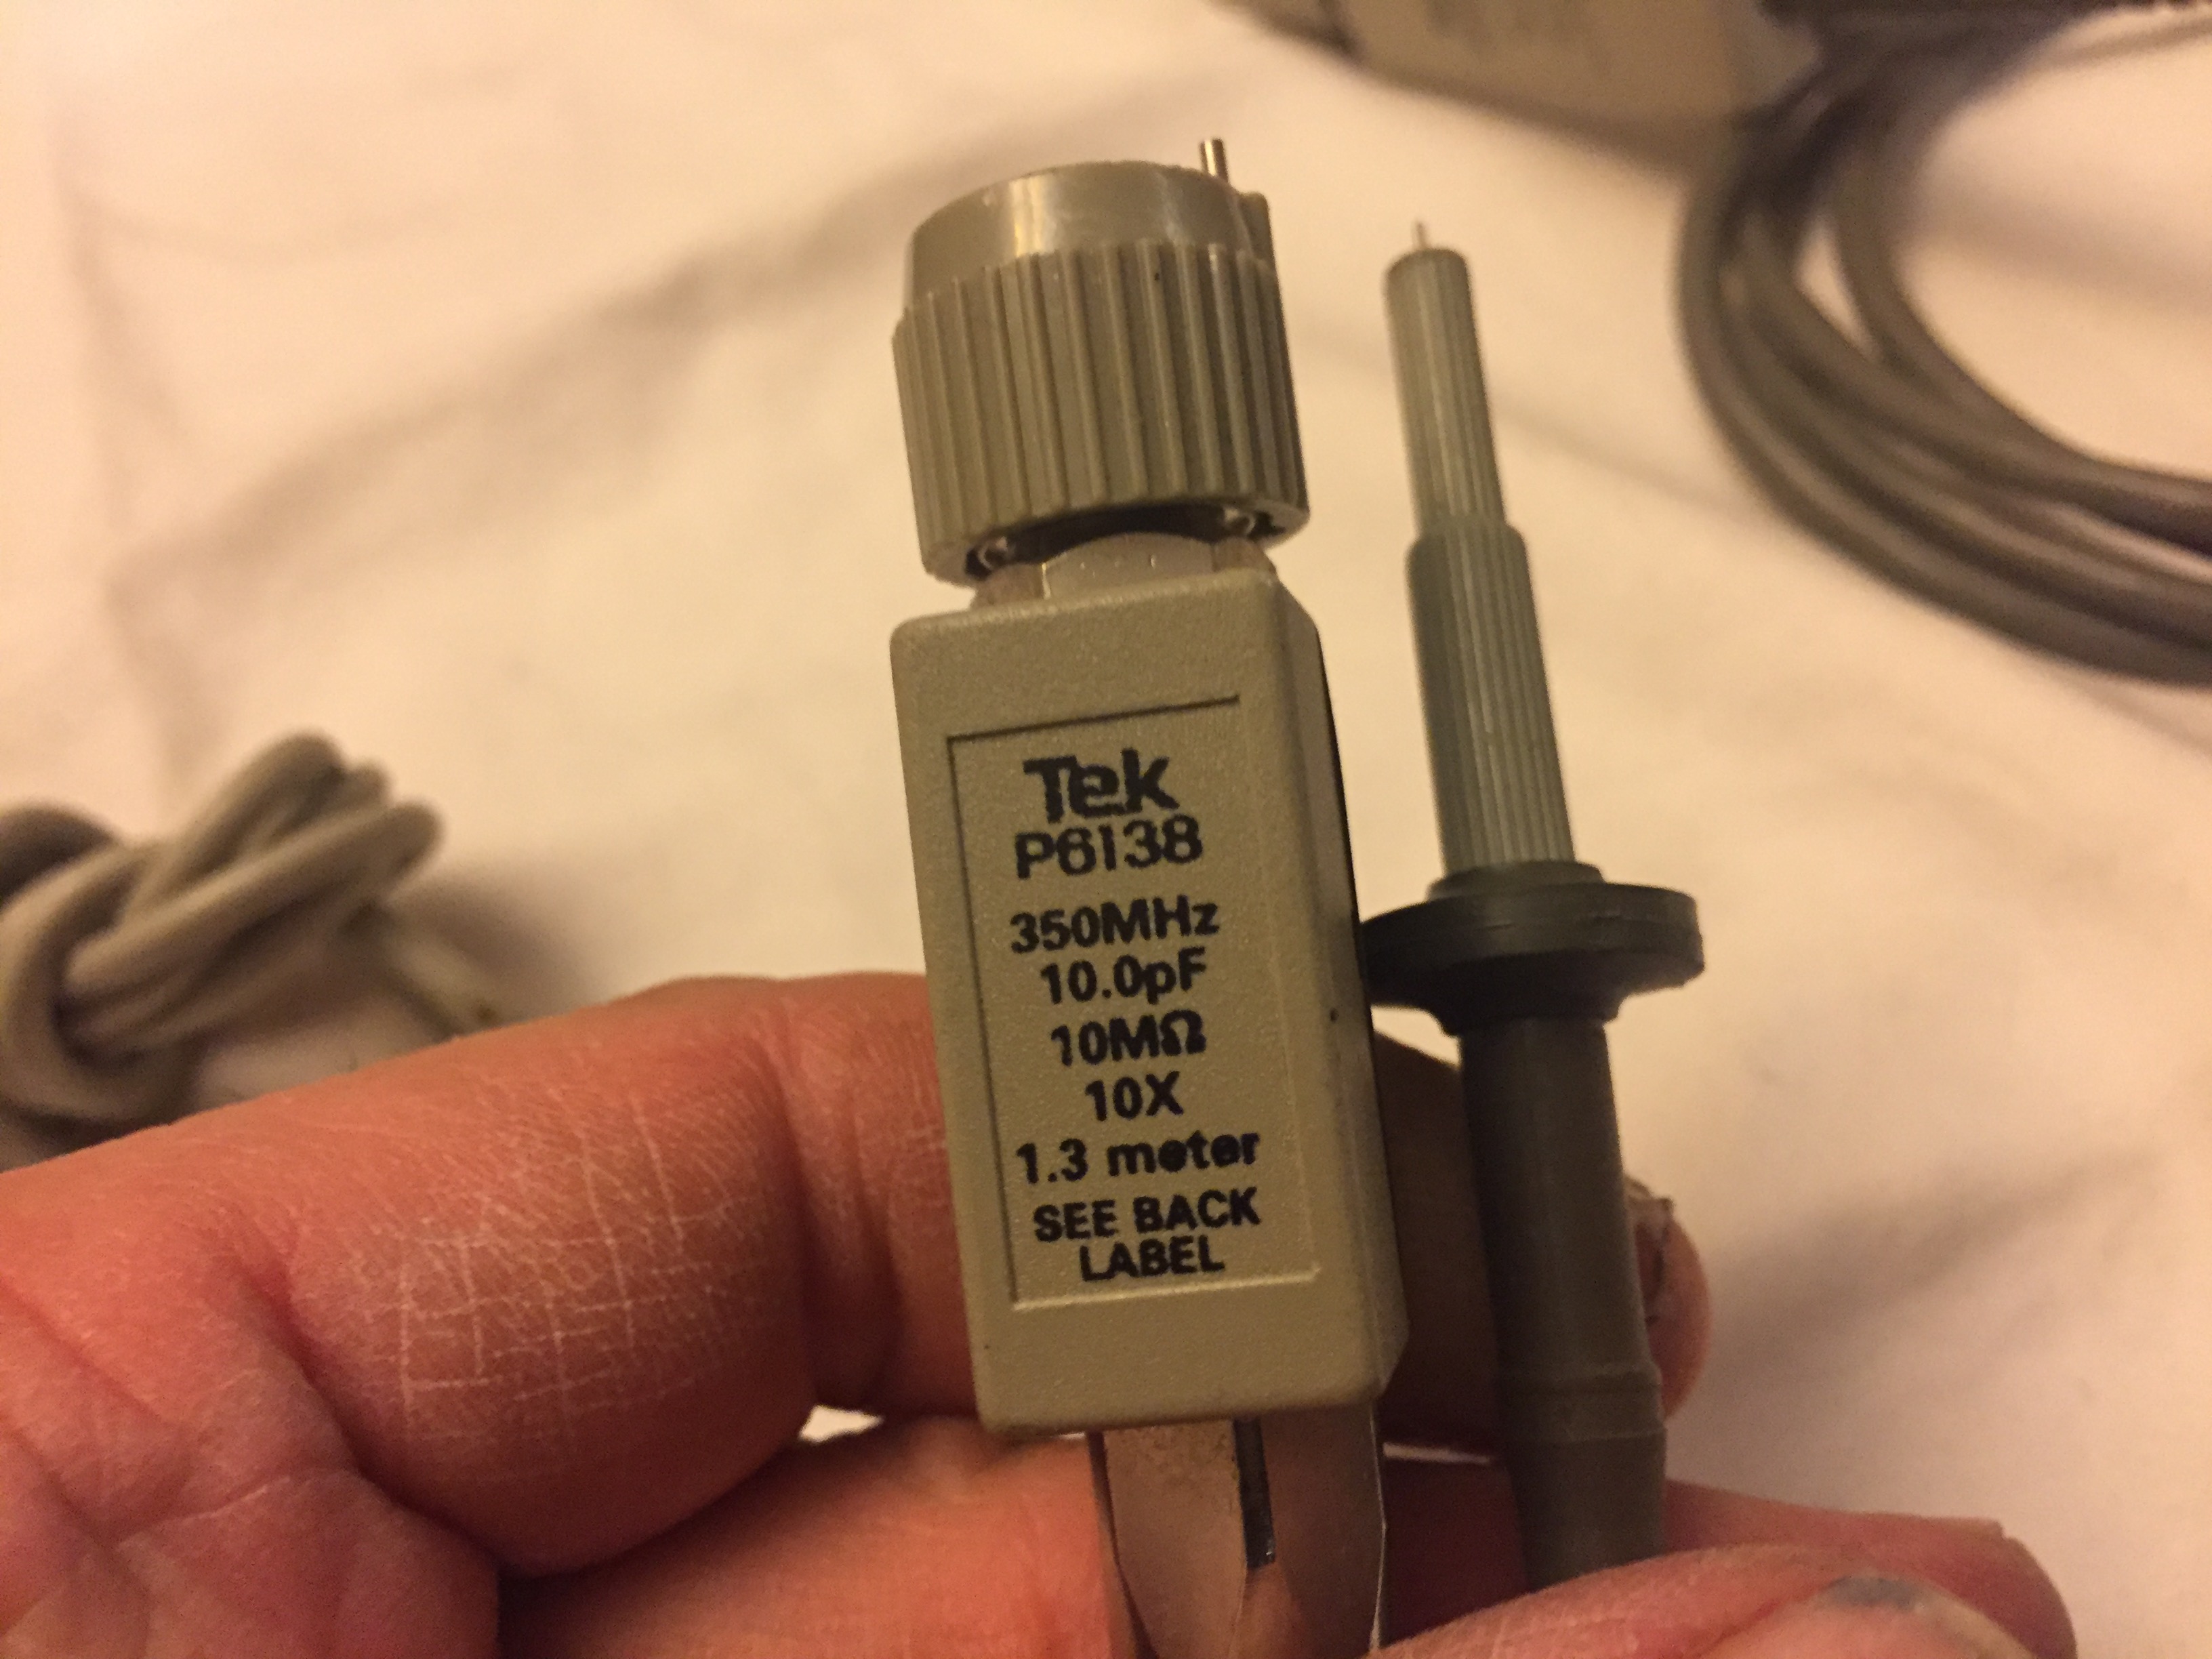 Tek
P6138
350MHz
10.0pF
10MΩ
10X
1.3 meter
SEE BACK
LABEL